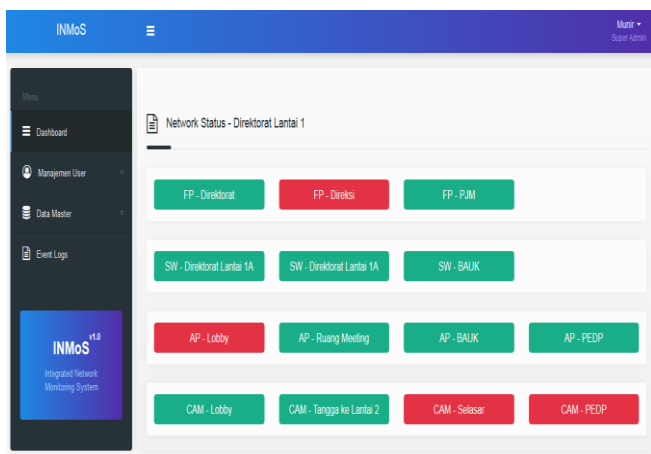 INMoS
Munir
Super Admin
Menu
Dashboard
Manajemen User
Data Master
Event Logs
INMoS v1.0
Integrated Network
Monitoring System
Network Status - Direktorat Lantai 1
FP - Direktorat
FP - Direksi
FP - PJM
SW - Direktorat Lantai 1A
SW - Direktorat Lantai 1A
SW - BAUK
AP - Lobby
AP - Ruang Meeting
AP - BAUK
AP - PEDP
CAM - Lobby
CAM - Tangga ke Lantai 2
CAM - Selasar
CAM - PEDP